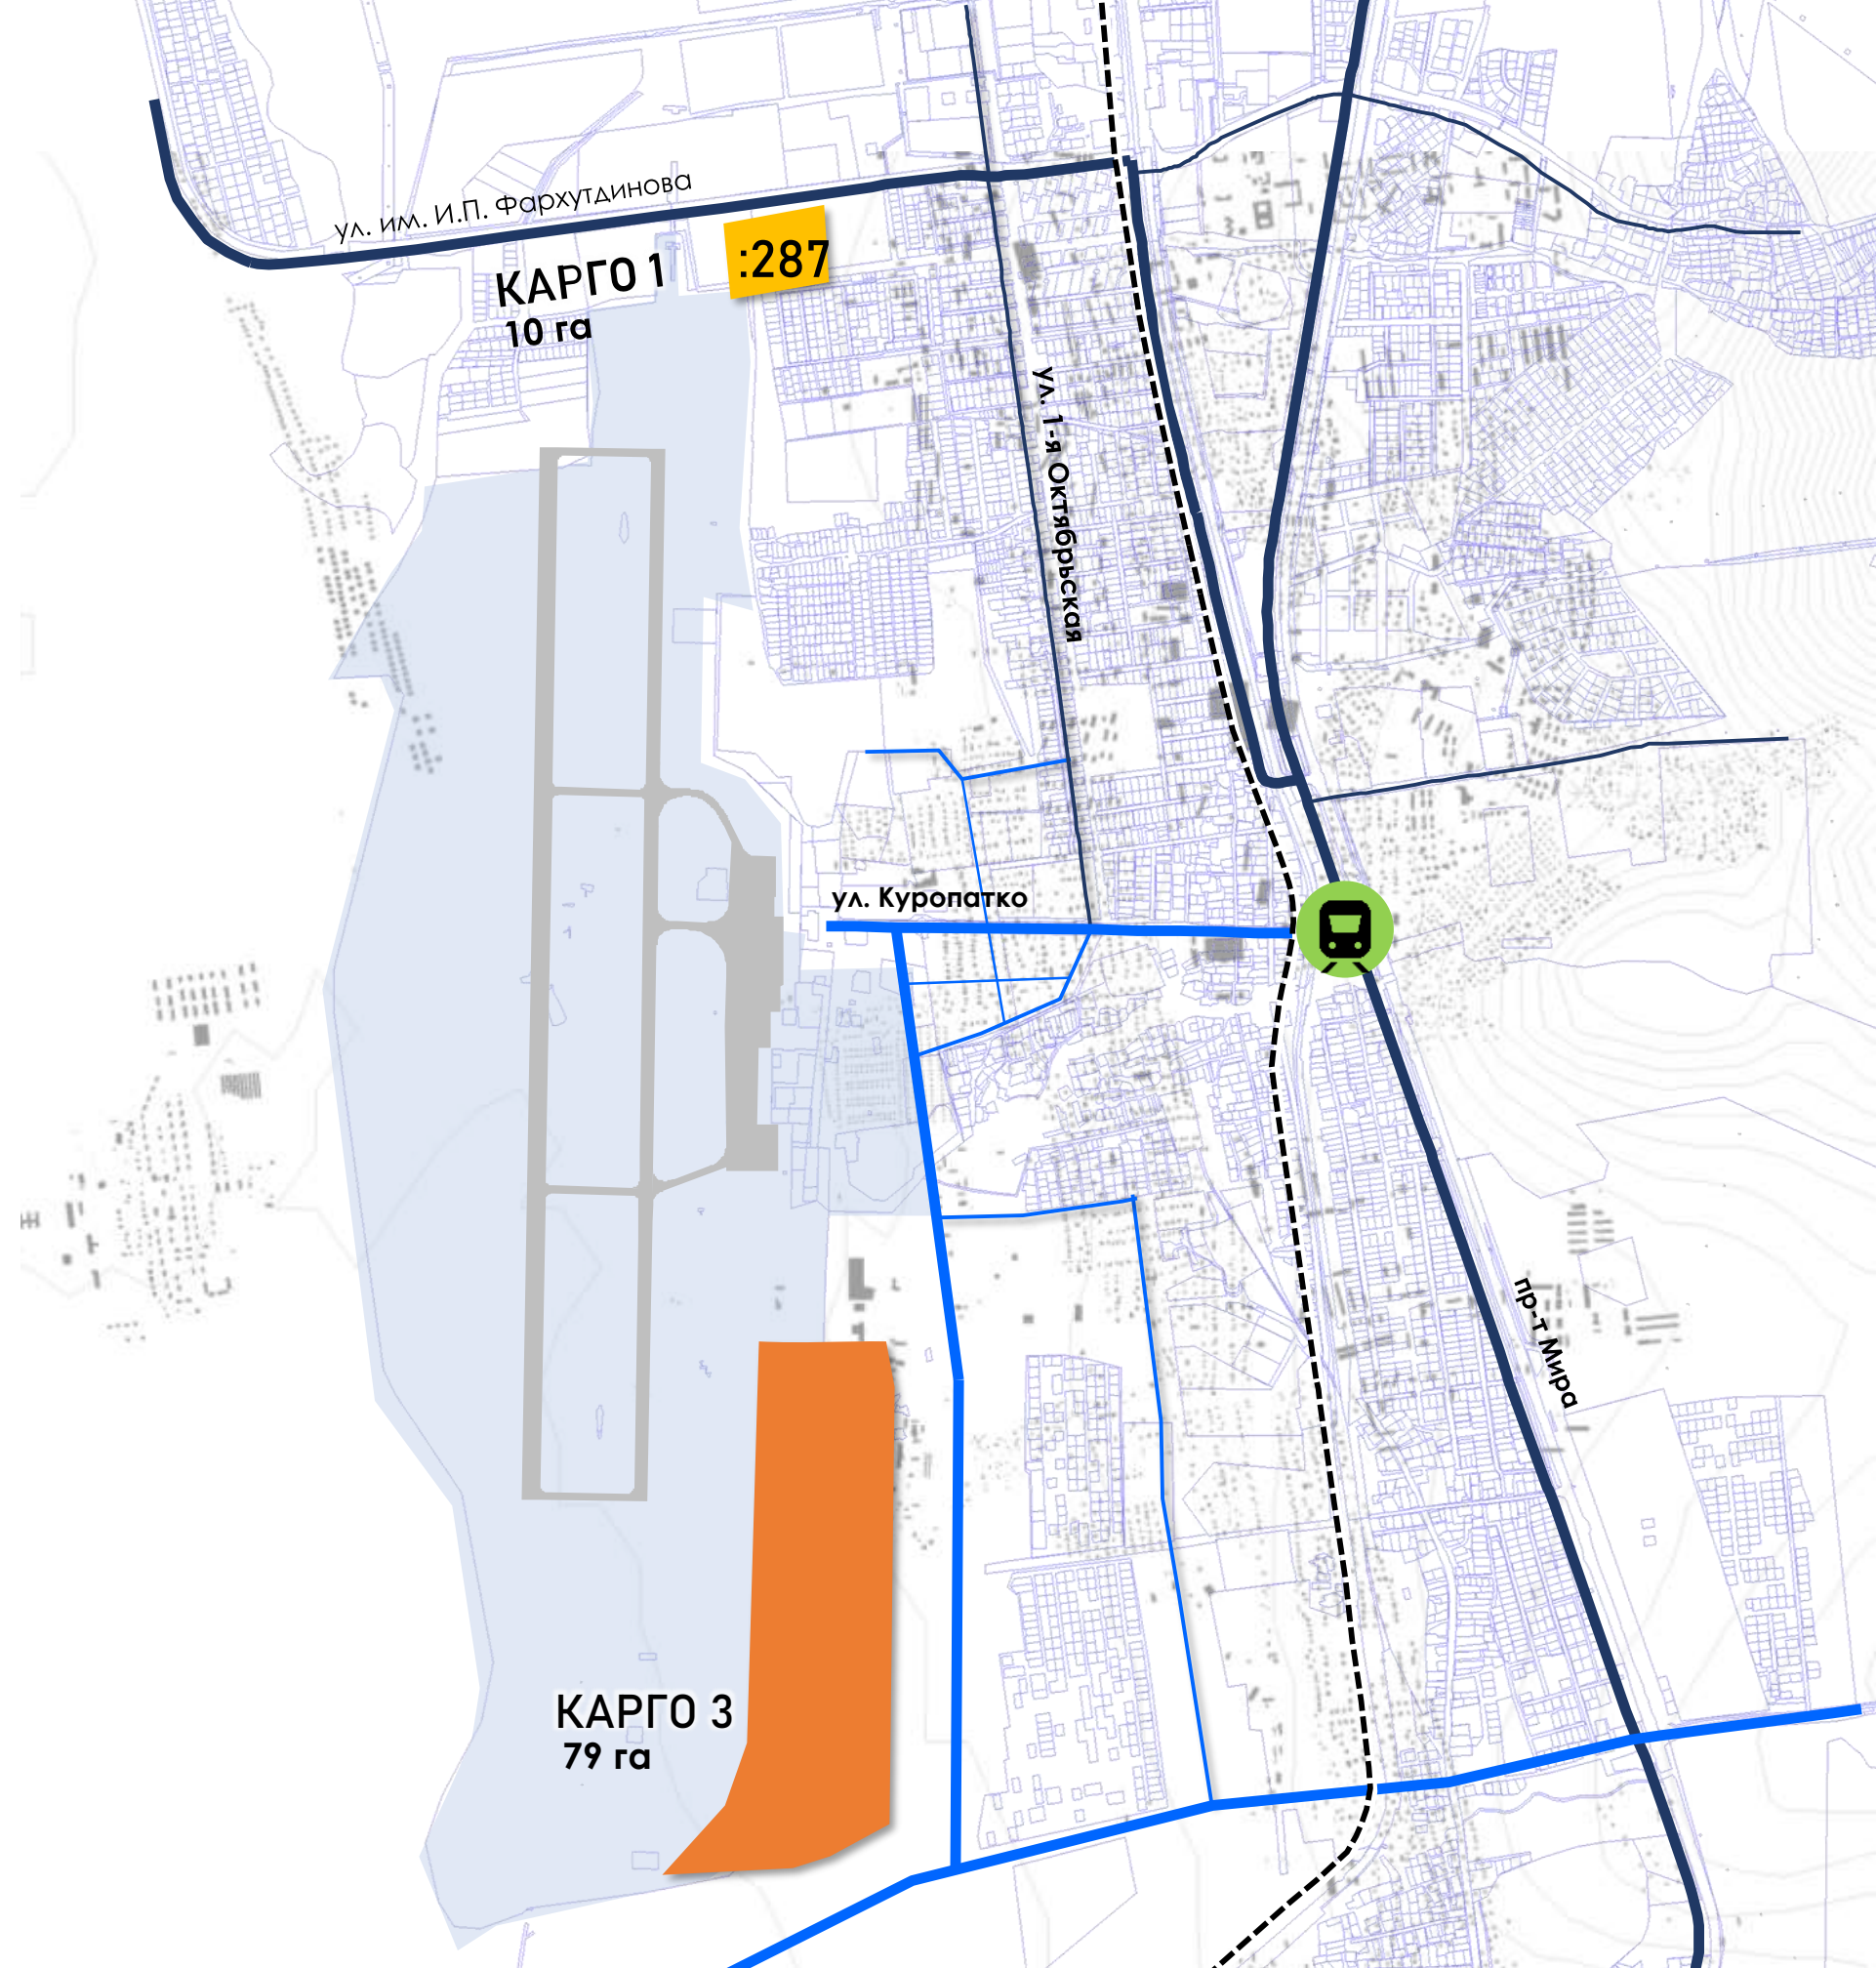 ул. им. И.П. Фархутдинова
:287
КАРГО 1
10 га
ул. 1-я Октябрьская
ул. Куропатко
пр-т Мира
КАРГО 3
79 га